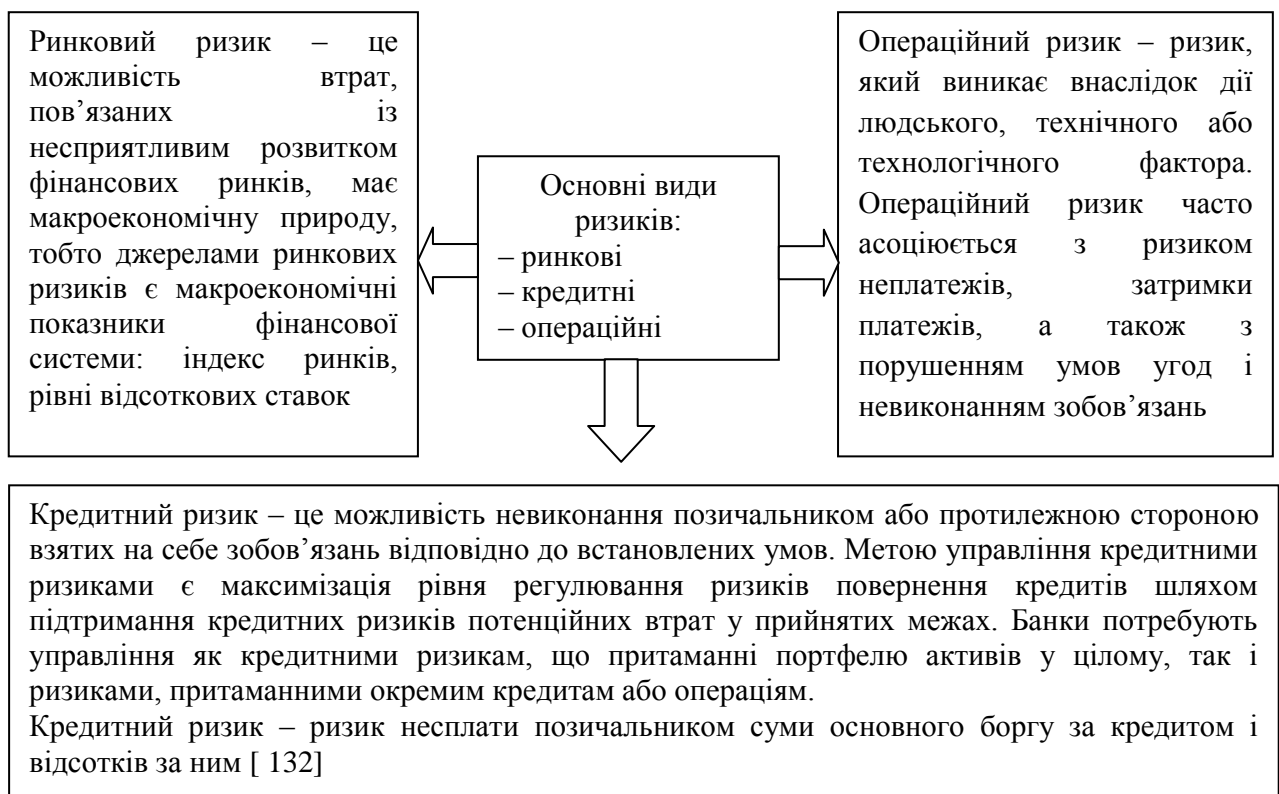 Ринковий ризик – це
можливість втрат,
пов’язаних із
несприятливим розвитком
фінансових ринків, має
макроекономічну природу,
тобто джерелами ринкових
ризиків є макроекономічні
показники фінансової
системи: індекс ринків,
рівні відсоткових ставок
Основні види
ризиків:
– ринкові
– кредитні
– операційні
Операційний ризик – ризик,
який виникає внаслідок дії
людського, технічного або
технологічного фактора.
Операційний ризик часто
асоціюється з ризиком
неплатежів, затримки
платежів, а також з
порушенням умов угод і
невиконанням зобов’язань
Кредитний ризик – це можливість невиконання позичальником або протилежною стороною
взятих на себе зобов’язань відповідно до встановлених умов. Метою управління кредитними
ризиками є максимізація рівня регулювання ризиків повернення кредитів шляхом
підтримання кредитних ризиків потенційних втрат у прийнятих межах. Банки потребують
управління як кредитними ризикам, що притаманні портфелю активів у цілому, так і
ризиками, притаманними окремим кредитам або операціям.
Кредитний ризик – ризик несплати позичальником суми основного боргу за кредитом і
відсотків за ним [ 132]